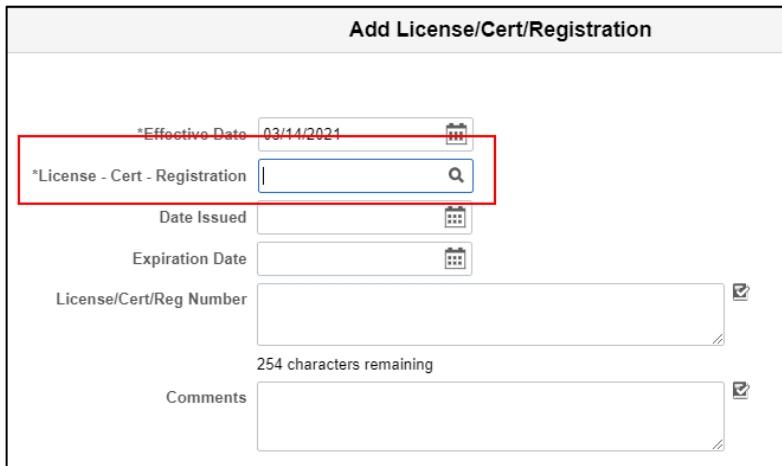 Add License/Cert/Registration
*Effective Date 03/14/2021
*License - Cert - Registration
Date Issued
Expiration Date
License/Cert/Reg Number
254 characters remaining
Comments